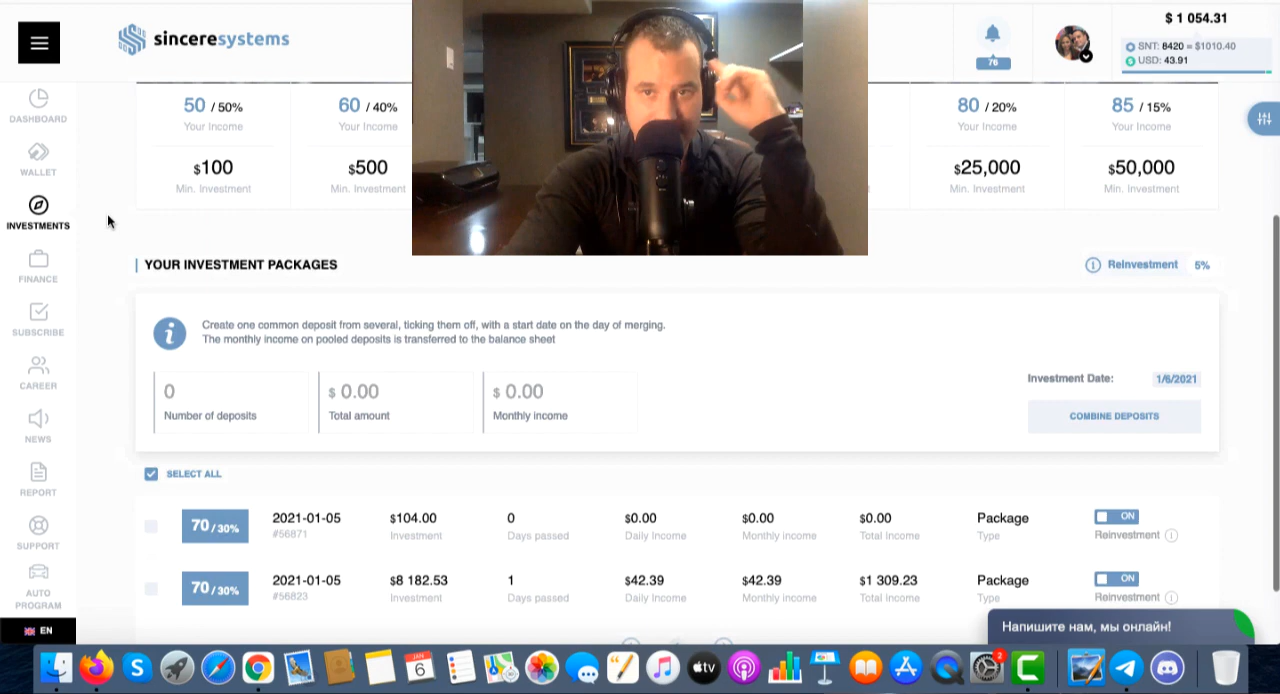 sinceresystems
76
$ 1 054.31
SNT: 8420 = $1010.40
USD: 43.91
DASHBOARD
WALLET
INVESTMENTS
FINANCE
SUBSCRIBE
CAREER
NEWS
REPORT
SUPPORT
AUTO
PROGRAM
EN
50 / 50% 60 / 40% 80 / 20% 85 / 15%
Your Income Your Income Your Income Your Income
$100 $500 $25,000 $50,000
Min. Investment Min. Investment Min. Investment Min. Investment
YOUR INVESTMENT PACKAGES
Reinvestment 5%
Create one common deposit from several, ticking them off, with a start date on the day of merging.
The monthly income on pooled deposits is transferred to the balance sheet
0 $ 0.00 $ 0.00
Number of deposits Total amount Monthly income
Investment Date: 1/6/2021
COMBINE DEPOSITS
SELECT ALL
70 / 30% 2021-01-05 $104.00 0 $0.00 $0.00 $0.00 Package ON
#56871 Investment Days passed Daily Income Monthly income Total Income Type Reinvestment
70 / 30% 2021-01-05 $8 182.53 1 $42.39 $42.39 $1 309.23 Package ON
#56823 Investment Days passed Daily Income Monthly income Total Income Type Reinvestment
Напишите нам, мы онлайн!
JAN
6
tv
2